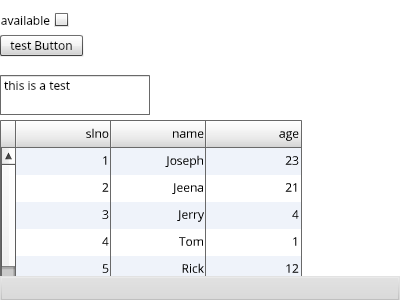 available
test Button
this is a test
slno name age
1 Joseph 23
2 Jeena 21
3 Jerry 4
4 Tom 1
5 Rick 12